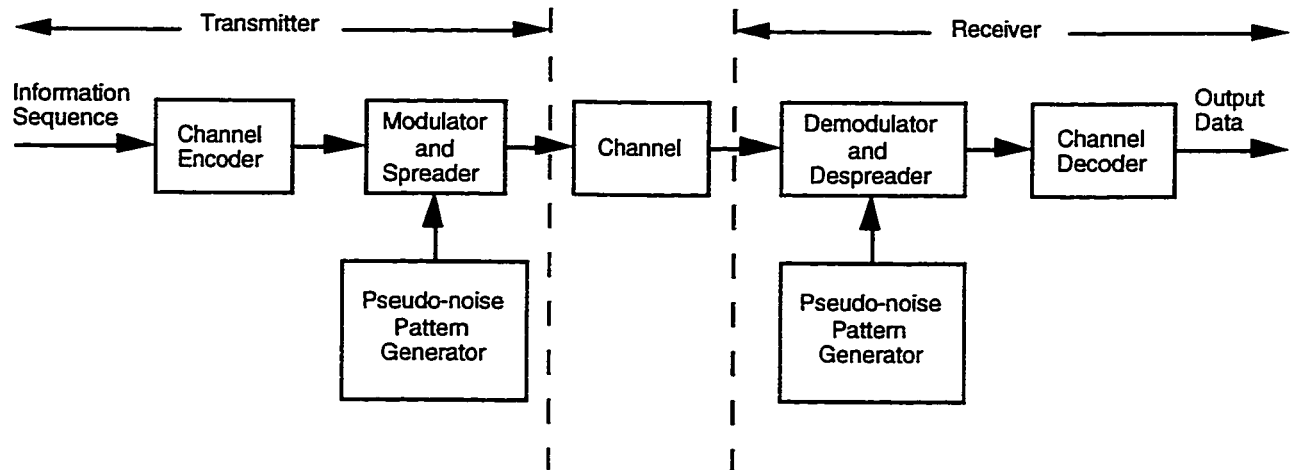 Transmitter
Receiver
Information
Sequence
Channel
Encoder
Modulator
and
Spreader
Channel
Demodulator
and
Despreader
Channel
Decoder
Output
Data
Pseudo-noise
Pattern
Generator
Pseudo-noise
Pattern
Generator